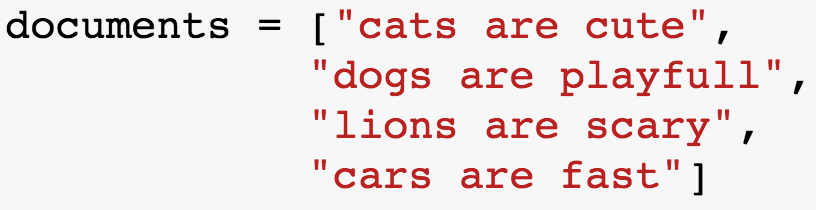 documents = ["cats are cute",
"dogs are playfull",
"lions are scary",
"cars are fast"]